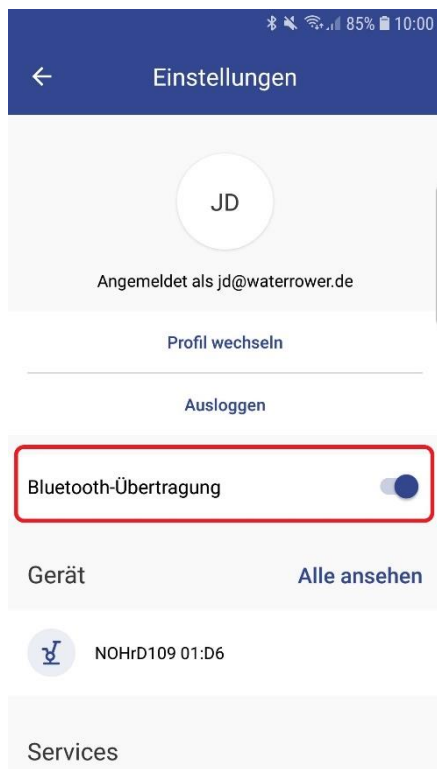 85% 10:00
Einstellungen
JD
Angemeldet als jd@waterrower.de
Profil wechseln
Ausloggen
Bluetooth-Übertragung
Gerät Alle ansehen
NOHrD109 01:D6
Services